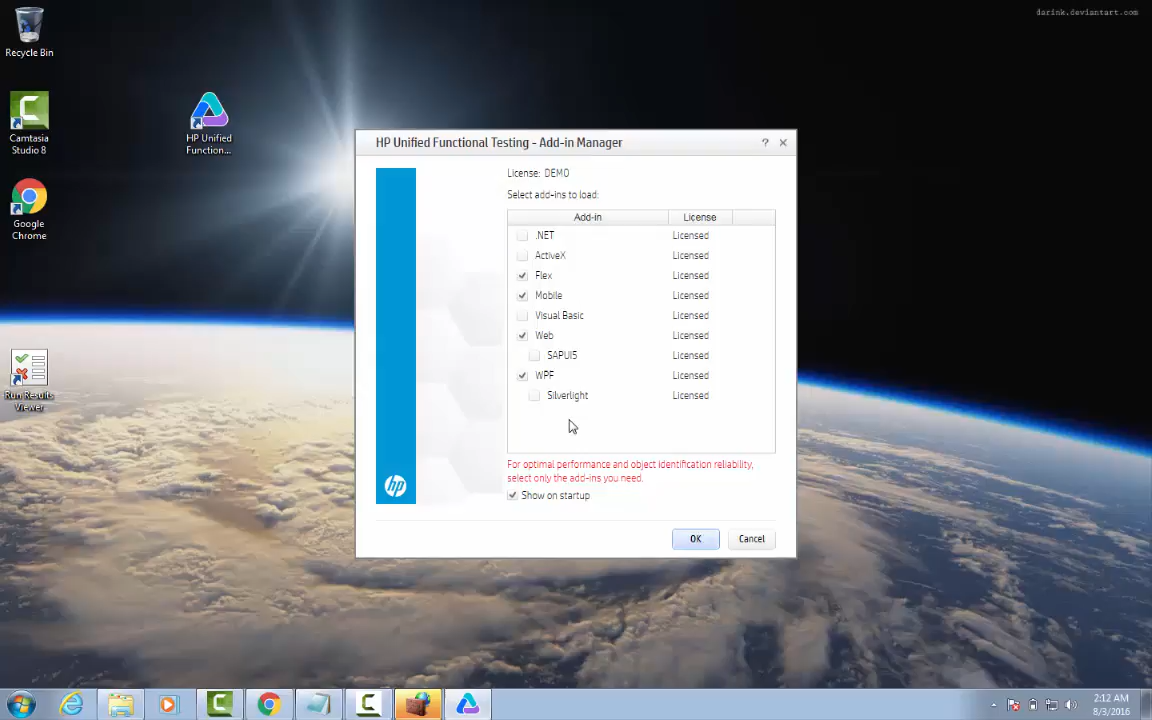 darink.deviantart.com
Recycle Bin
Camtasia
Studio 8
HP Unified
Function...
Google
Chrome
Run Results
Viewer
HP Unified Functional Testing - Add-in Manager
?
License: DEMO
Select add-ins to load:
Add-in License
.NET Licensed
ActiveX Licensed
Flex Licensed
Mobile Licensed
Visual Basic Licensed
Web Licensed
SAPUI5 Licensed
WPF Licensed
Silverlight Licensed
For optimal performance and object identification reliability,
select only the add-ins you need.
Show on startup
hp
OK Cancel
2:12 AM
8/3/2016